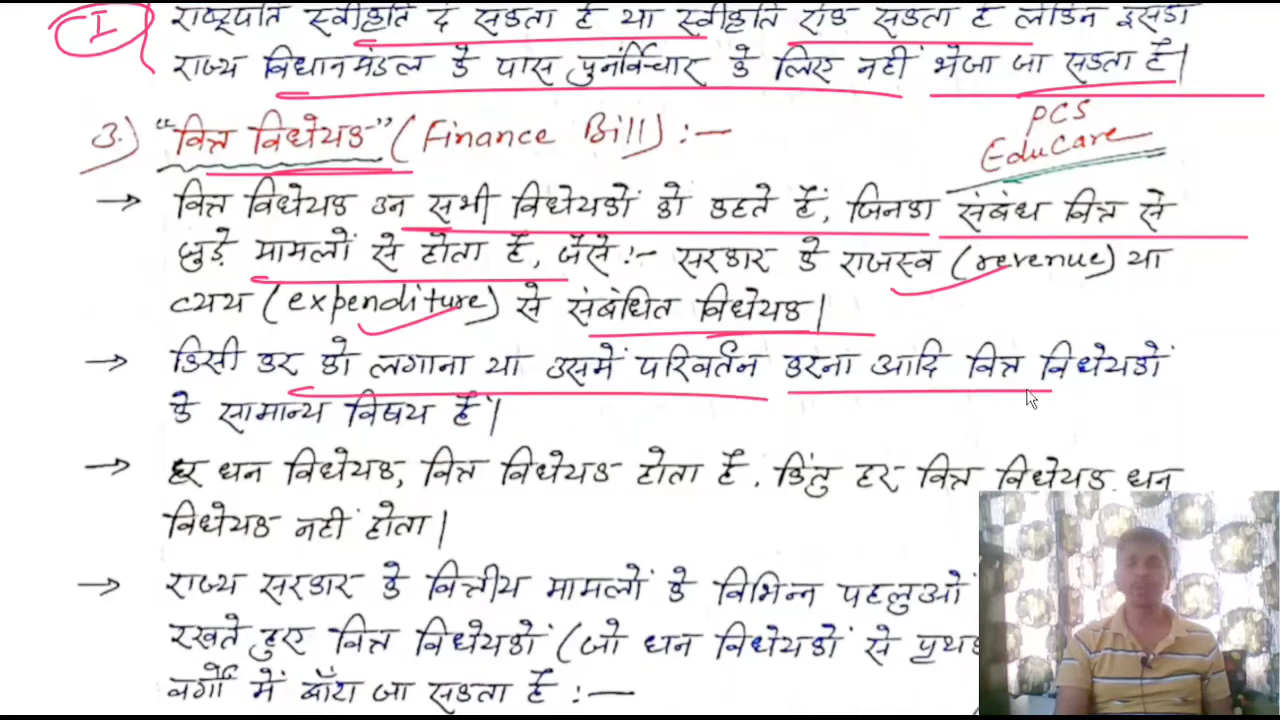 I राष्ट्रपति स्वीकृति दे सकता है या स्वीकृति रोक सकता है लेकिन इसको
राज्य विधानमंडल के पास पुनर्विचार के लिए नहीं भेजा जा सकता है।
PCS
EduCare
3.) "वित्त विधेयक" (Finance Bill) :—
→ वित्त विधेयक उन सभी विधेयकों को कहते हैं, जिनका संबंध वित्त से
जुड़े मामलों से होता है, जैसे:- सरकार के राजस्व (revenue) या
व्यय (expenditure) से संबंधित विधेयक।
→ किसी कर को लगाना या उसमें परिवर्तन करना आदि वित्त विधेयकों
के सामान्य विषय हैं।
→ हर धन विधेयक, वित्त विधेयक होता है. किंतु हर वित्त विधेयक धन
विधेयक नहीं होता।
→ राज्य सरकार के वित्तीय मामलों के विभिन्न पहलुओं
रखते हुए वित्त विधेयकों (जो धन विधेयकों से
वर्गों में बाँटा जा सकता है :—